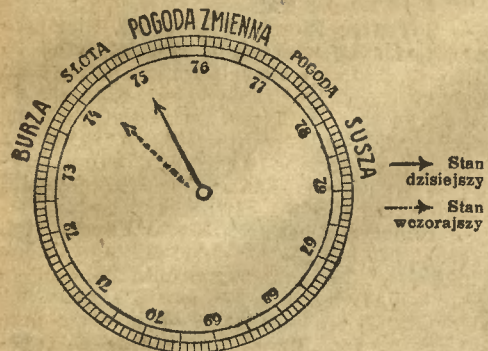 POGODA ZMIENNA
SŁOTA
POGODA
BURZA
SUSZA
75
76
77
74
78
73
79
72
67
71
68
70
69
Stan
dzisiejszy
Stan
wczorajszy